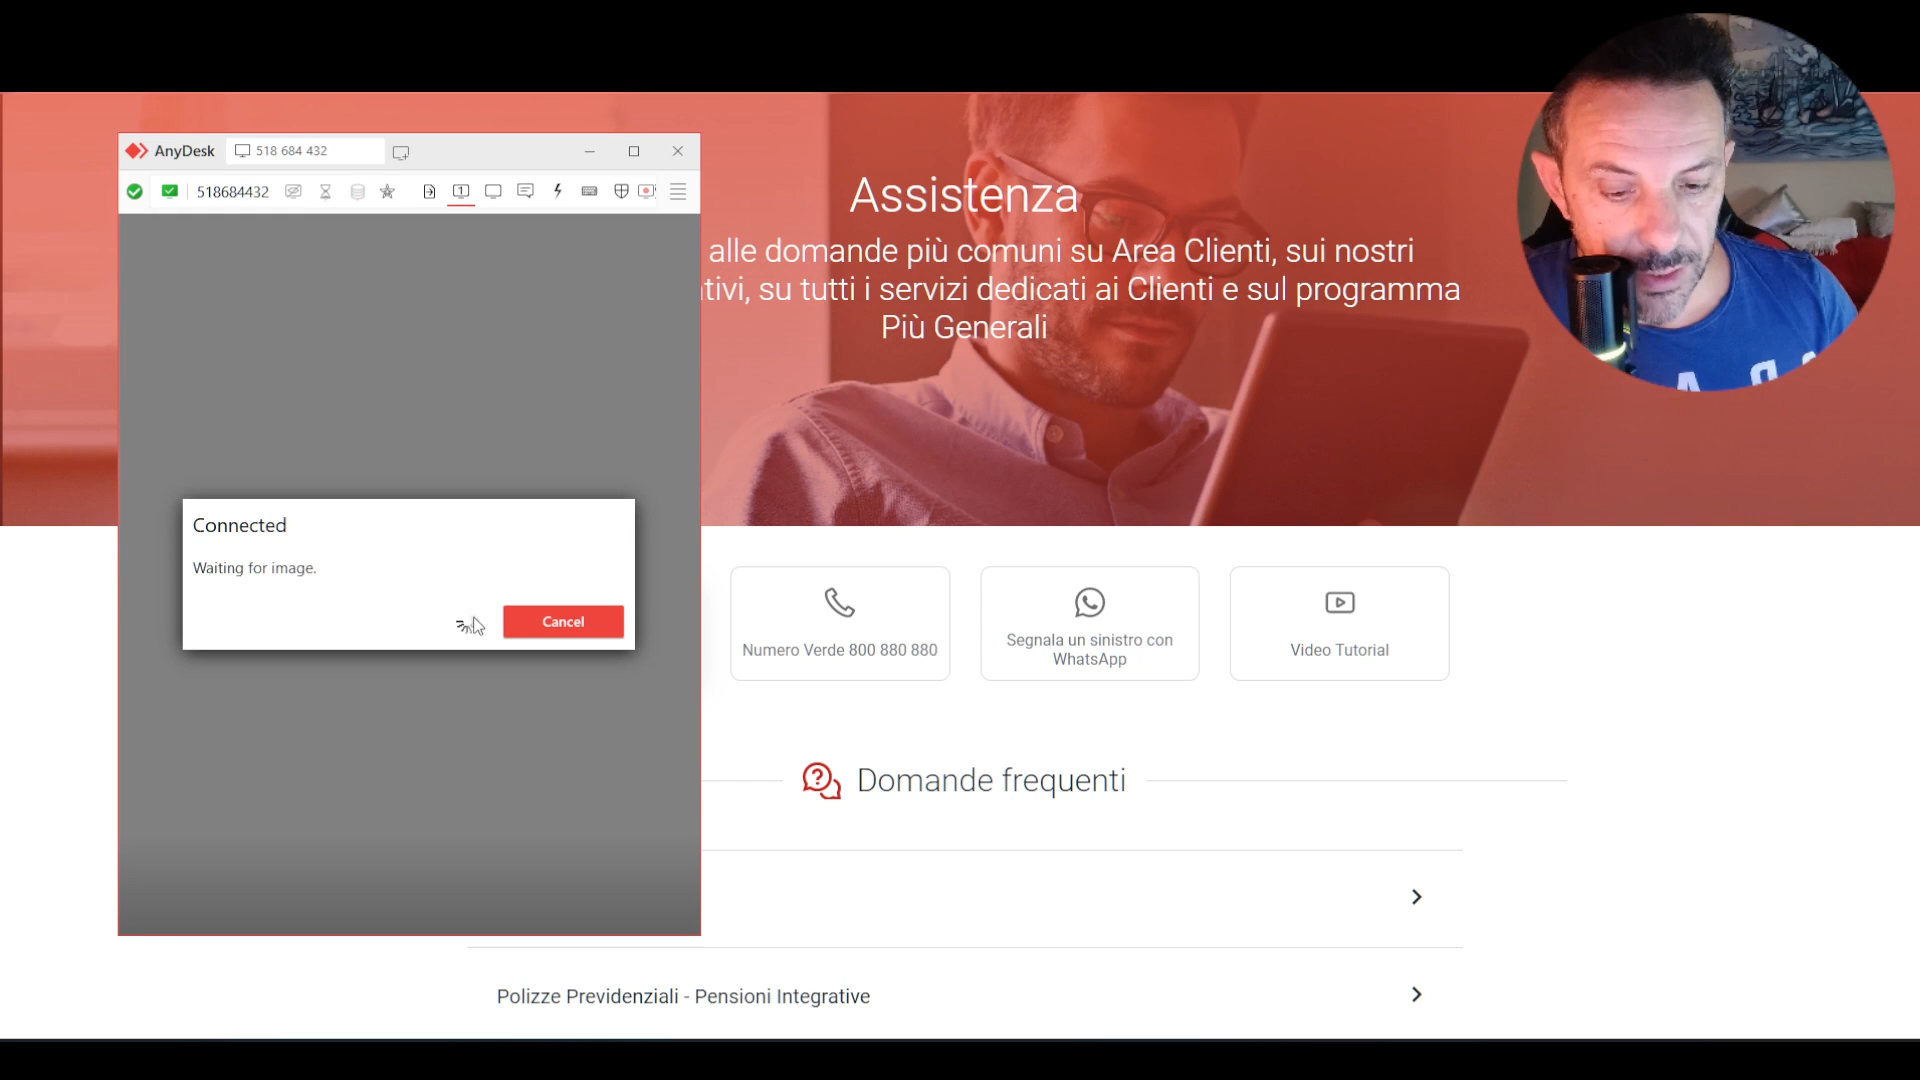 AnyDesk
518 684 432
518684432
1
Assistenza
alle domande più comuni su Area Clienti, sui nostri
tivi, su tutti i servizi dedicati ai Clienti e sul programma
Più Generali
Connected
Waiting for image.
Cancel
Numero Verde 800 880 880
Segnala un sinistro con
WhatsApp
Video Tutorial
Domande frequenti
Polizze Previdenziali - Pensioni Integrative